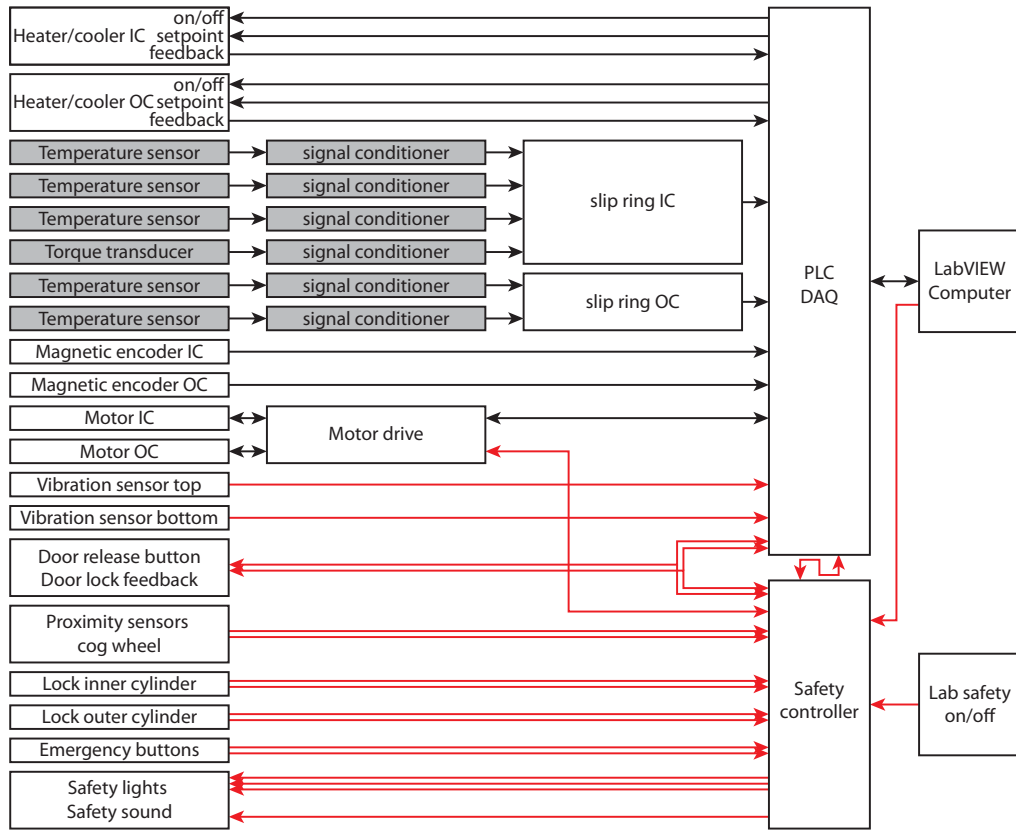 on/off
Heater/cooler IC setpoint
feedback
on/off
Heater/cooler OC setpoint
feedback
Temperature sensor
signal conditioner
Temperature sensor
signal conditioner
Temperature sensor
signal conditioner
Torque transducer
signal conditioner
slip ring IC
Temperature sensor
signal conditioner
Temperature sensor
signal conditioner
slip ring OC
Magnetic encoder IC
Magnetic encoder OC
Motor IC
Motor OC
Motor drive
Vibration sensor top
Vibration sensor bottom
Door release button
Door lock feedback
Proximity sensors
cog wheel
Lock inner cylinder
Lock outer cylinder
Emergency buttons
Safety lights
Safety sound
PLC
DAQ
Safety
controller
LabVIEW
Computer
Lab safety
on/off